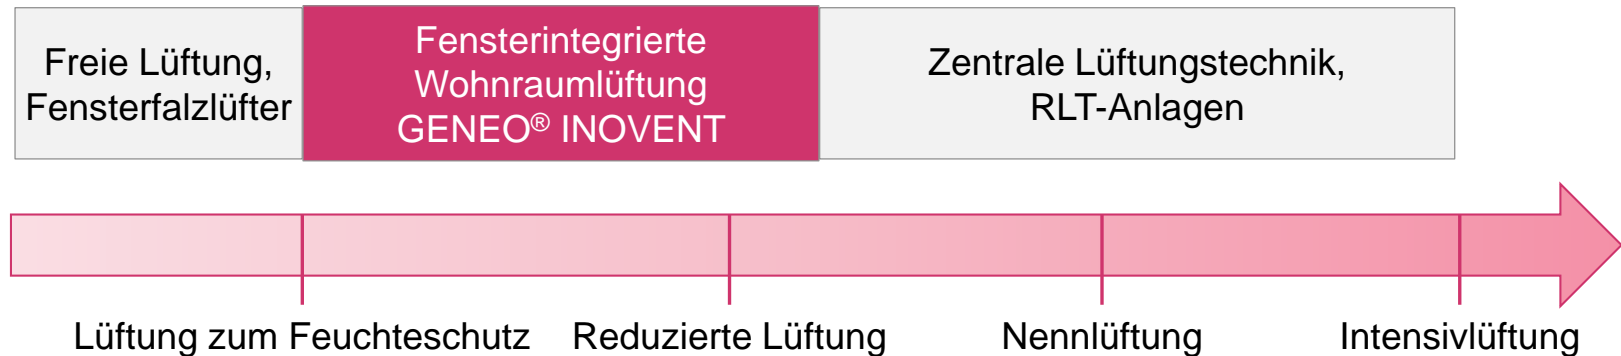 Freie Lüftung,
Fensterfalzlüfter
Fensterintegrierte
Wohnraumlüftung
GENEO® INOVENT
Zentrale Lüftungstechnik,
RLT-Anlagen
Lüftung zum Feuchteschutz
Reduzierte Lüftung
Nennlüftung
Intensivlüftung